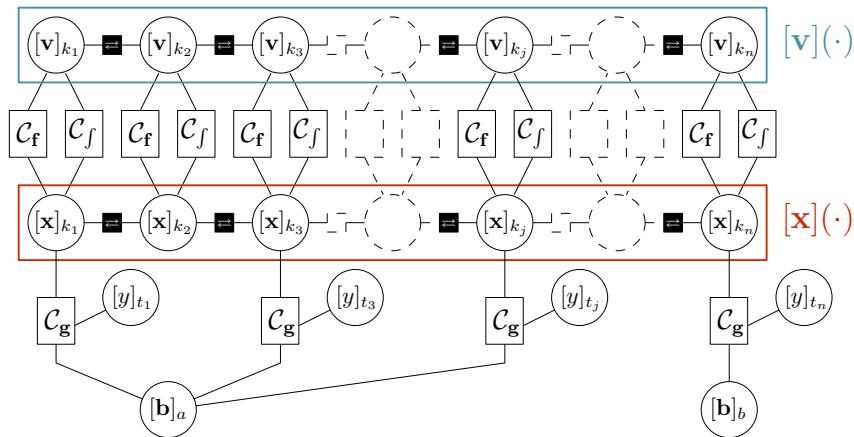 [v]k₁ ⇄ [v]k₂ ⇄ [v]k₃ ⇄ [v]kⱼ ⇄ [v]kₙ [v](·)
𝒞f 𝒞∫ 𝒞f 𝒞∫ 𝒞f 𝒞∫ 𝒞f 𝒞∫ 𝒞f 𝒞∫
[x]k₁ ⇄ [x]k₂ ⇄ [x]k₃ ⇄ [x]kⱼ ⇄ [x]kₙ [x](·)
[y]t₁ [y]t₃ [y]tⱼ [y]tₙ
𝒞g 𝒞g 𝒞g 𝒞g
[b]a [b]b